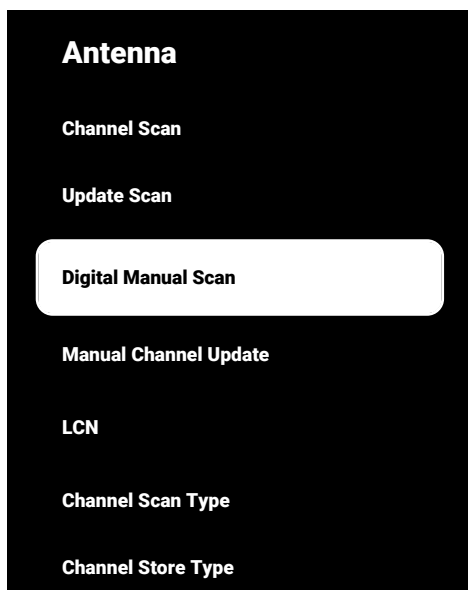 Antenna
Channel Scan
Update Scan
Digital Manual Scan
Manual Channel Update
LCN
Channel Scan Type
Channel Store Type